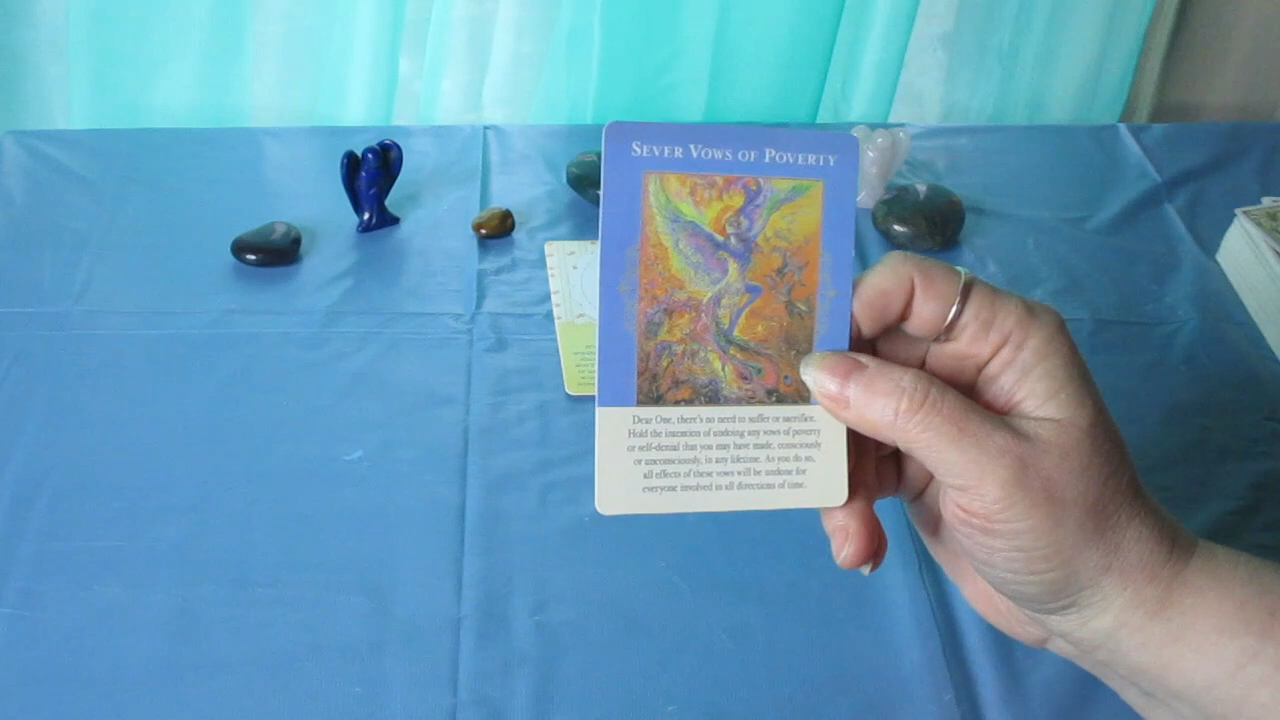 SEVER VOWS OF POVERTY
Dear One, there's no need to suffer or sacrifice.
Hold the intention of undoing any vows of poverty
or self-denial that you may have made, consciously
or unconsciously, in any lifetime. As you do so,
all effects of these vows will be undone for
everyone involved in all directions of time.